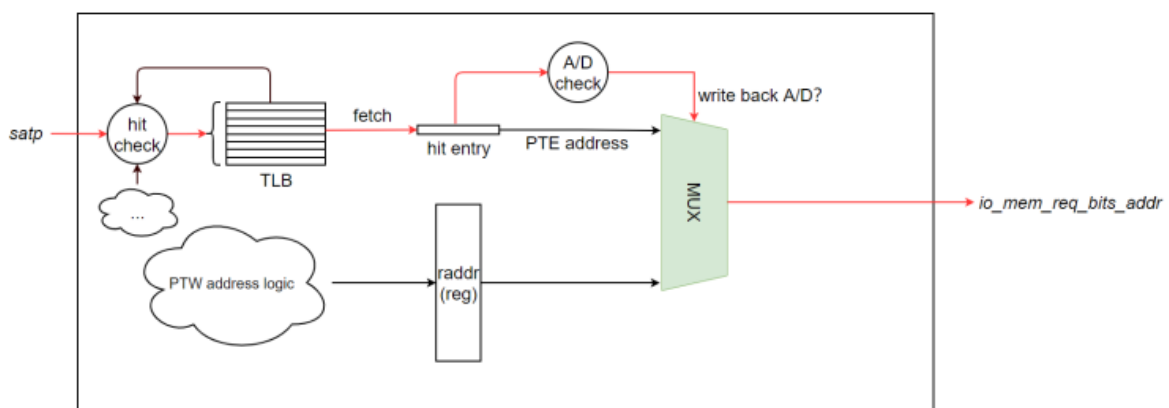 A/D
check
write back A/D?
satp
hit
check
fetch
hit entry
PTE address
TLB
...
MUX
io_mem_req_bits_addr
PTW address logic
raddr
(reg)